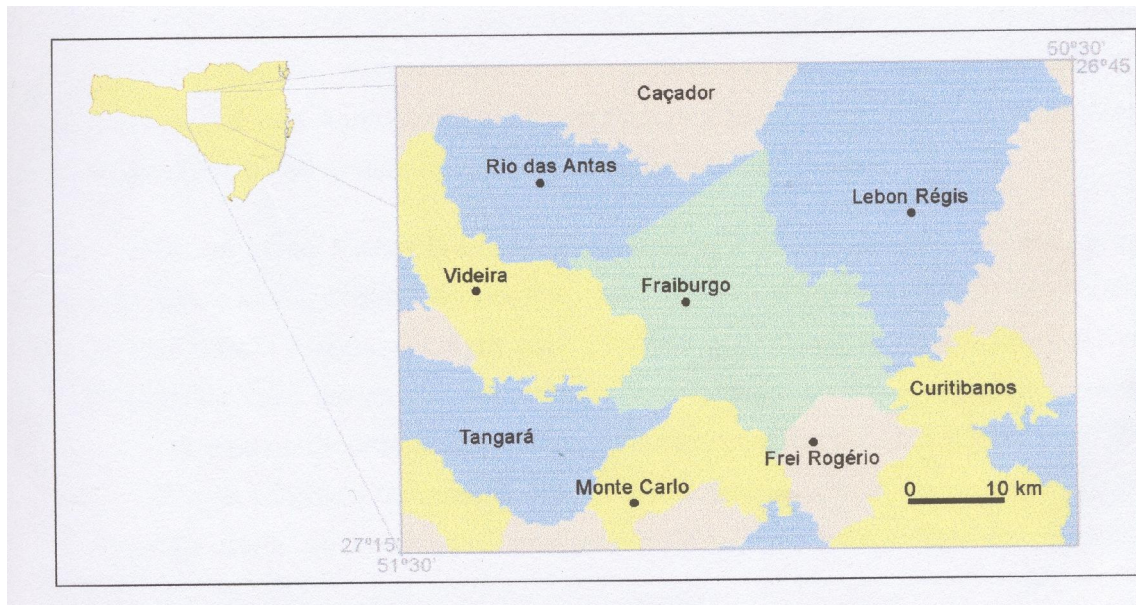 50°30'
26°45
Caçador
Rio das Antas
Lebon Régis
Videira
Fraiburgo
Curitibanos
Tangará
Frei Rogério
Monte Carlo
0 10 km
27°15'
51°30'